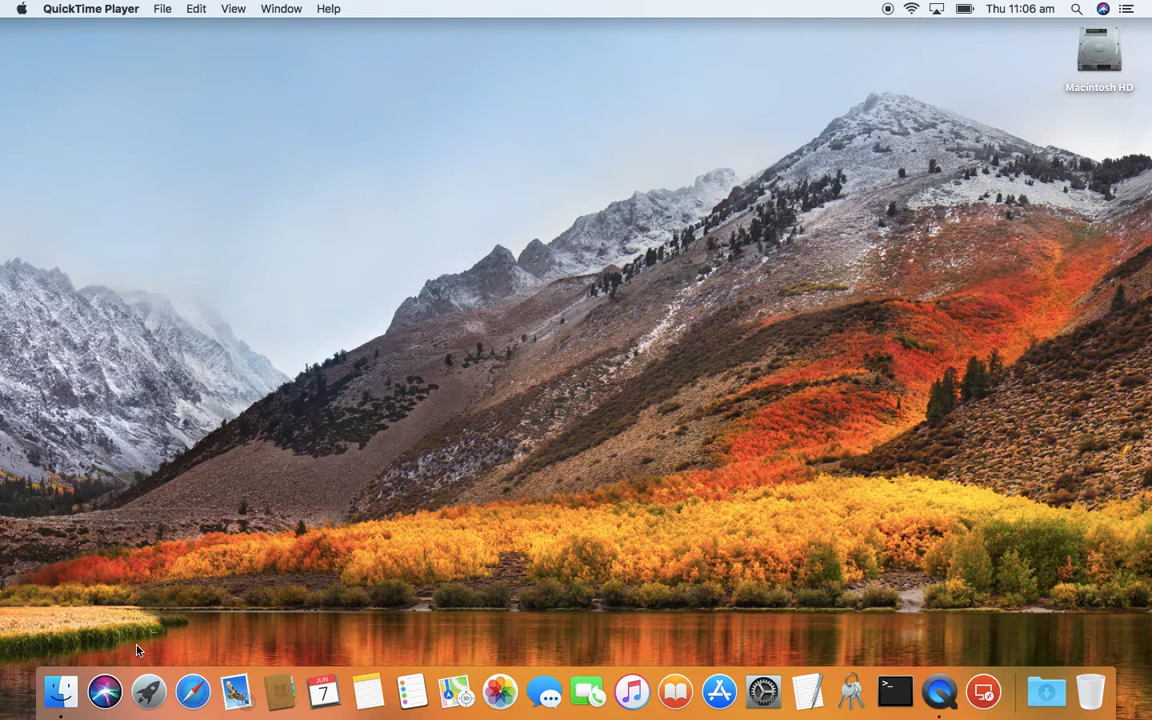 QuickTime Player File Edit View Window Help Thu 11:06 am
Macintosh HD
JUN
7
>_